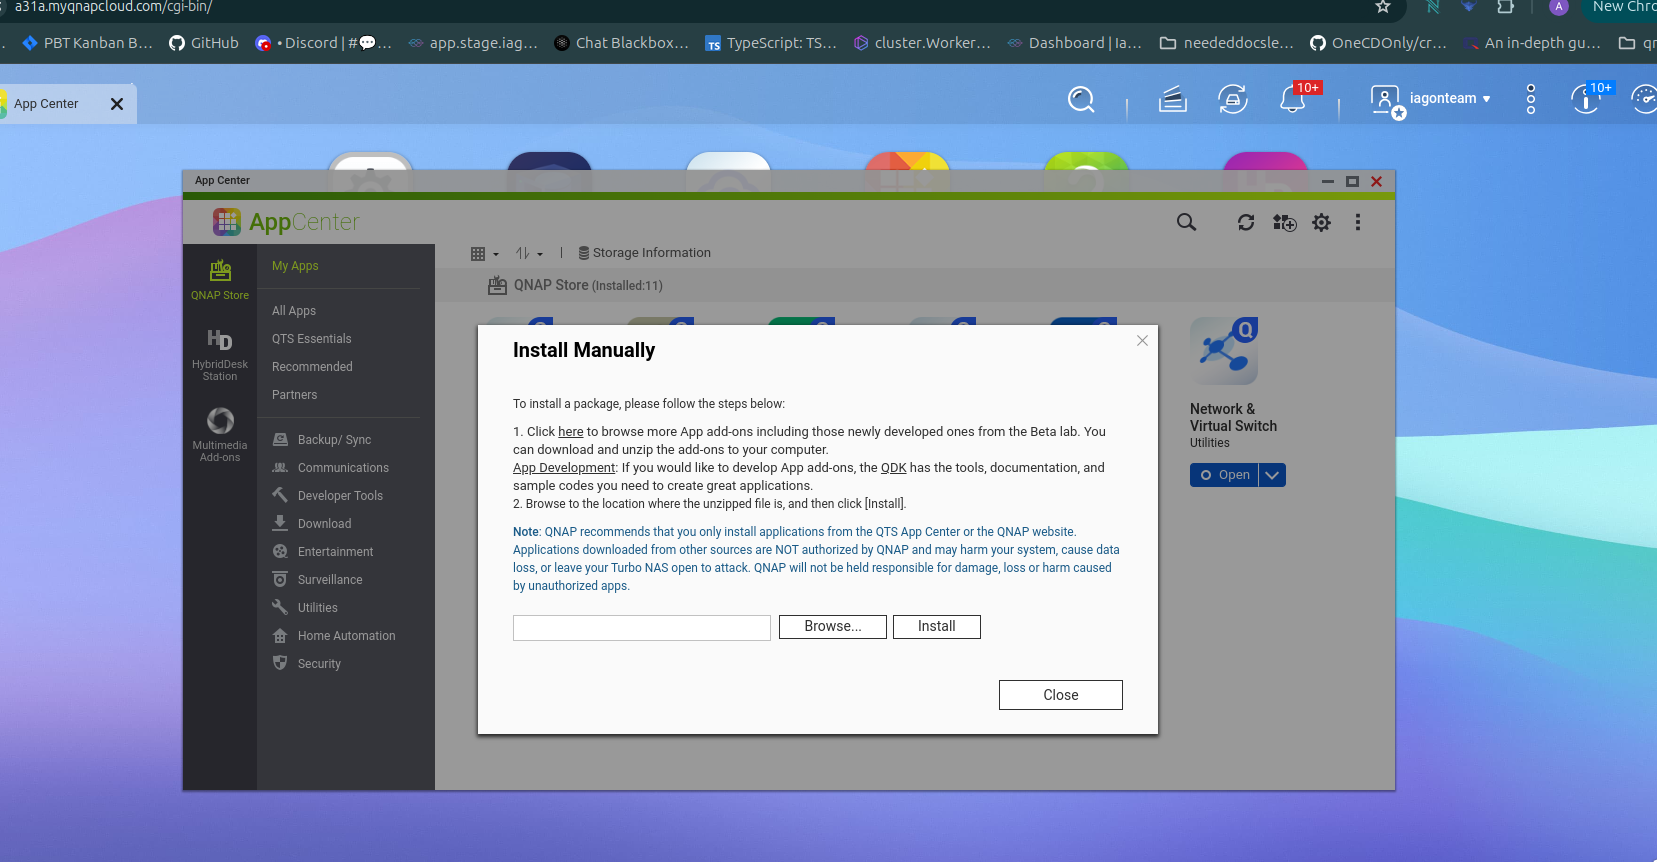 a31a.myqnapcloud.com/cgi-bin/
A
New Chro
PBT Kanban B...
GitHub
• Discord | #💬...
app.stage.iag...
Chat Blackbox...
TS
TypeScript: TS...
cluster.Worker...
Dashboard | Ia...
neededdocsle...
OneCDOnly/cr...
An in-depth gu...
qr
App Center
10+
iagonteam
10+
App Center
AppCenter
QNAP Store
HD
HybridDesk
Station
Multimedia
Add-ons
My Apps
All Apps
QTS Essentials
Recommended
Partners
Backup/ Sync
Communications
Developer Tools
Download
Entertainment
Surveillance
Utilities
Home Automation
Security
Storage Information
QNAP Store (Installed:11)
Install Manually
To install a package, please follow the steps below:
1. Click here to browse more App add-ons including those newly developed ones from the Beta lab. You
can download and unzip the add-ons to your computer.
App Development: If you would like to develop App add-ons, the QDK has the tools, documentation, and
sample codes you need to create great applications.
2. Browse to the location where the unzipped file is, and then click [Install].
Note: QNAP recommends that you only install applications from the QTS App Center or the QNAP website.
Applications downloaded from other sources are NOT authorized by QNAP and may harm your system, cause data
loss, or leave your Turbo NAS open to attack. QNAP will not be held responsible for damage, loss or harm caused
by unauthorized apps.
Browse...
Install
Close
Q
Network &
Virtual Switch
Utilities
Open